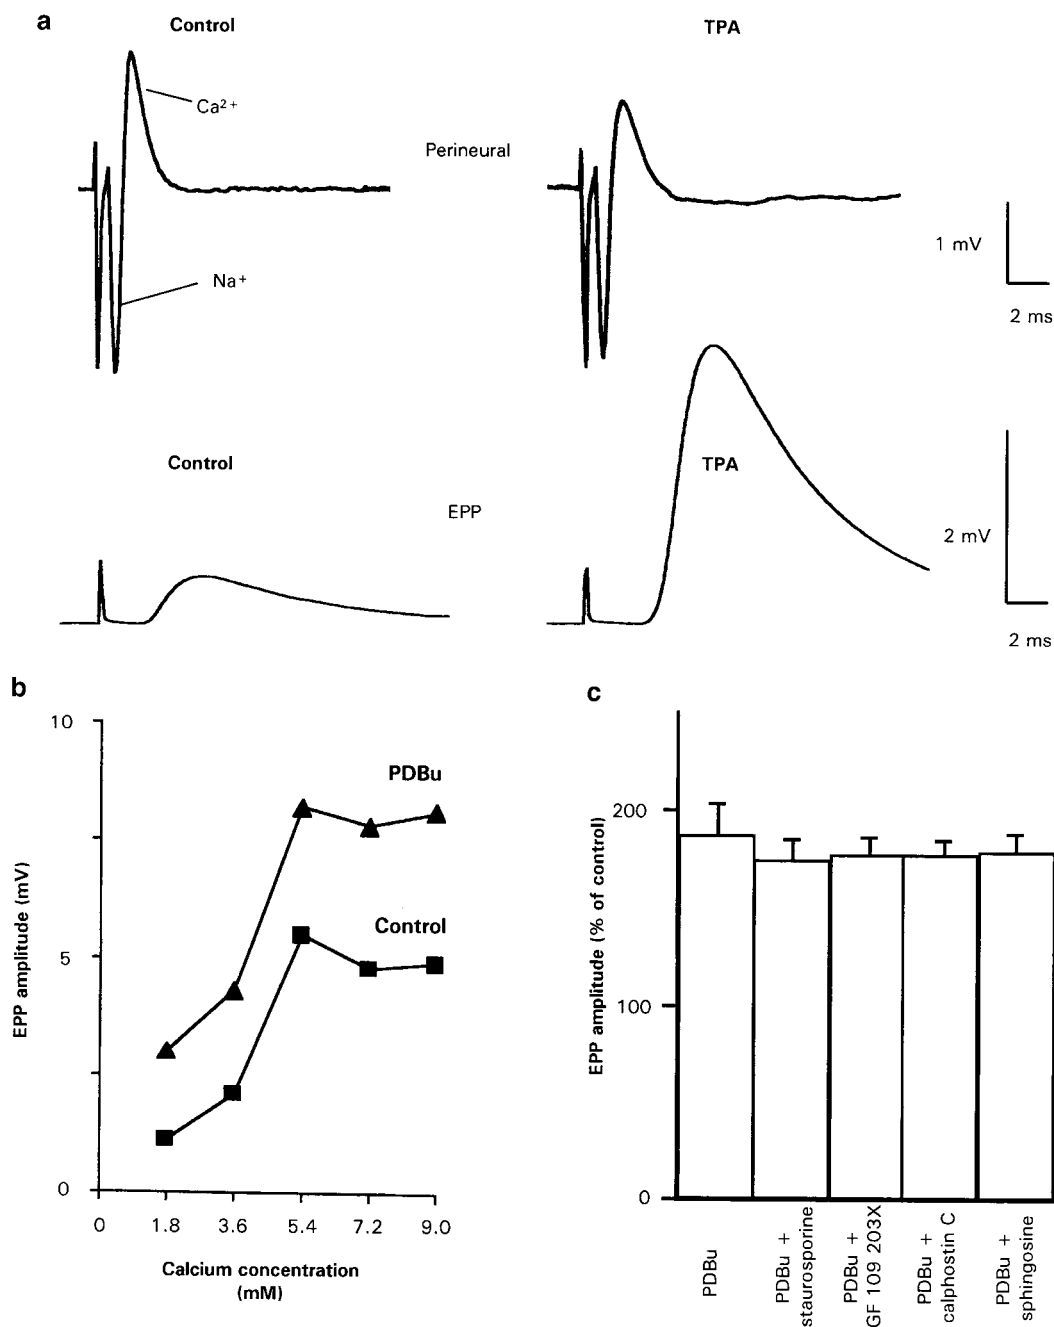 a
Control
TPA
Ca2+
Perineural
Na+
1 mV
2 ms
Control
TPA
EPP
2 mV
2 ms
b
10
5
0
EPP amplitude (mV)
PDBu
Control
0 1.8 3.6 5.4 7.2 9.0
Calcium concentration
(mM)
c
200
100
0
EPP amplitude (% of control)
PDBu
PDBu +
staurosporine
PDBu +
GF 109 203X
PDBu +
calphostin C
PDBu +
sphingosine